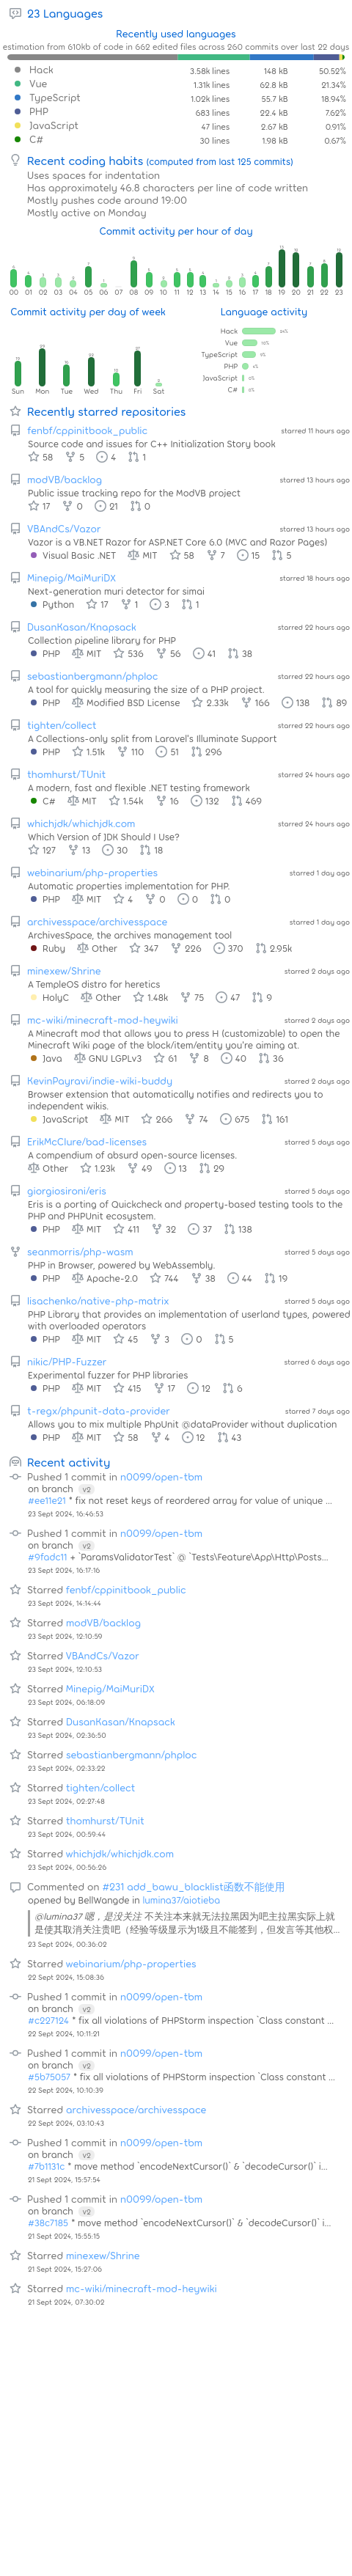 23 Languages
Recently used languages
estimation from 610kb of code in 662 edited files across 260 commits over last 22 days
Hack 3.58k lines 148 kB 50.52%
Vue 1.31k lines 62.8 kB 21.34%
TypeScript 1.02k lines 55.7 kB 18.94%
PHP 683 lines 22.4 kB 7.62%
JavaScript 47 lines 2.67 kB 0.91%
C# 30 lines 1.98 kB 0.67%
Recent coding habits (computed from last 125 commits)
Uses spaces for indentation
Has approximately 46.8 characters per line of code written
Mostly pushes code around 19:00
Mostly active on Monday
Commit activity per hour of day
00 01 02 03 04 05 06 07 08 09 10 11 12 13 14 15 16 17 18 19 20 21 22 23
Commit activity per day of week
Sun Mon Tue Wed Thu Fri Sat
Language activity
Hack
Vue
TypeScript
PHP
JavaScript
C#
Recently starred repositories
fenbf/cppinitbook_public starred 11 hours ago
Source code and issues for C++ Initialization Story book
58 5 4 1
modVB/backlog starred 13 hours ago
Public issue tracking repo for the ModVB project
17 0 21 0
VBAndCs/Vazor starred 13 hours ago
Vazor is a VB.NET Razor for ASP.NET Core 6.0 (MVC and Razor Pages)
Visual Basic .NET MIT 58 7 15 5
Minepig/MaiMuriDX starred 18 hours ago
Next-generation muri detector for simai
Python 17 1 3 1
DusanKasan/Knapsack starred 22 hours ago
Collection pipeline library for PHP
PHP MIT 536 56 41 38
sebastianbergmann/phploc starred 22 hours ago
A tool for quickly measuring the size of a PHP project.
PHP Modified BSD License 2.33k 166 138 89
tighten/collect starred 22 hours ago
A Collections-only split from Laravel's Illuminate Support
PHP 1.51k 110 51 296
thomhurst/TUnit starred 24 hours ago
A modern, fast and flexible .NET testing framework
C# MIT 1.54k 16 132 469
whichjdk/whichjdk.com starred 24 hours ago
Which Version of JDK Should I Use?
127 13 30 18
webinarium/php-properties starred 1 day ago
Automatic properties implementation for PHP.
PHP MIT 4 0 0 0
archivesspace/archivesspace starred 1 day ago
ArchivesSpace, the archives management tool
Ruby Other 347 226 370 2.95k
minexew/Shrine starred 2 days ago
A TempleOS distro for heretics
HolyC Other 1.48k 75 47 9
mc-wiki/minecraft-mod-heywiki starred 2 days ago
A Minecraft mod that allows you to press H (customizable) to open the
Minecraft Wiki page of the block/item/entity you're aiming at.
Java GNU LGPLv3 61 8 40 36
KevinPayravi/indie-wiki-buddy starred 2 days ago
Browser extension that automatically notifies and redirects you to
independent wikis.
JavaScript MIT 266 74 675 161
ErikMcClure/bad-licenses starred 5 days ago
A compendium of absurd open-source licenses.
Other 1.23k 49 13 29
giorgiosironi/eris starred 5 days ago
Eris is a porting of Quickcheck and property-based testing tools to the
PHP and PHPUnit ecosystem.
PHP MIT 411 32 37 138
seanmorris/php-wasm starred 5 days ago
PHP in Browser, powered by WebAssembly.
PHP Apache-2.0 744 38 44 19
lisachenko/native-php-matrix starred 5 days ago
PHP Library that provides an implementation of userland types, powered
with overloaded operators
PHP MIT 45 3 0 5
nikic/PHP-Fuzzer starred 6 days ago
Experimental fuzzer for PHP libraries
PHP MIT 415 17 12 6
t-regx/phpunit-data-provider starred 7 days ago
Allows you to mix multiple PhpUnit @dataProvider without duplication
PHP MIT 58 4 12 43
Recent activity
Pushed 1 commit in n0099/open-tbm
on branch v2
#ee11e21 * fix not reset keys of reordered array for value of unique ...
23 Sept 2024, 16:46:53
Pushed 1 commit in n0099/open-tbm
on branch v2
#9fadc11 + `ParamsValidatorTest` @ `Tests\Feature\App\Http\Posts...
23 Sept 2024, 16:17:16
Starred fenbf/cppinitbook_public
23 Sept 2024, 14:14:44
Starred modVB/backlog
23 Sept 2024, 12:10:59
Starred VBAndCs/Vazor
23 Sept 2024, 12:10:53
Starred Minepig/MaiMuriDX
23 Sept 2024, 06:18:09
Starred DusanKasan/Knapsack
23 Sept 2024, 02:36:50
Starred sebastianbergmann/phploc
23 Sept 2024, 02:33:22
Starred tighten/collect
23 Sept 2024, 02:27:48
Starred thomhurst/TUnit
23 Sept 2024, 00:59:44
Starred whichjdk/whichjdk.com
23 Sept 2024, 00:56:26
Commented on #231 add_bawu_blacklist函数不能使用
opened by BellWangde in lumina37/aiotieba
@lumina37 嗯，是没关注 不关注本来就无法拉黑因为吧主拉黑实际上就
是使其取消关注贵吧（经验等级显示为1级且不能签到，但发言等其他权...
23 Sept 2024, 00:36:02
Starred webinarium/php-properties
22 Sept 2024, 15:08:36
Pushed 1 commit in n0099/open-tbm
on branch v2
#c227124 * fix all violations of PHPStorm inspection `Class constant ...
22 Sept 2024, 10:11:21
Pushed 1 commit in n0099/open-tbm
on branch v2
#5b75057 * fix all violations of PHPStorm inspection `Class constant ...
22 Sept 2024, 10:10:39
Starred archivesspace/archivesspace
22 Sept 2024, 03:10:43
Pushed 1 commit in n0099/open-tbm
on branch v2
#7b1131c * move method `encodeNextCursor()` & `decodeCursor()` i...
21 Sept 2024, 15:57:54
Pushed 1 commit in n0099/open-tbm
on branch v2
#38c7185 * move method `encodeNextCursor()` & `decodeCursor()` i...
21 Sept 2024, 15:55:15
Starred minexew/Shrine
21 Sept 2024, 15:27:06
Starred mc-wiki/minecraft-mod-heywiki
21 Sept 2024, 07:30:02